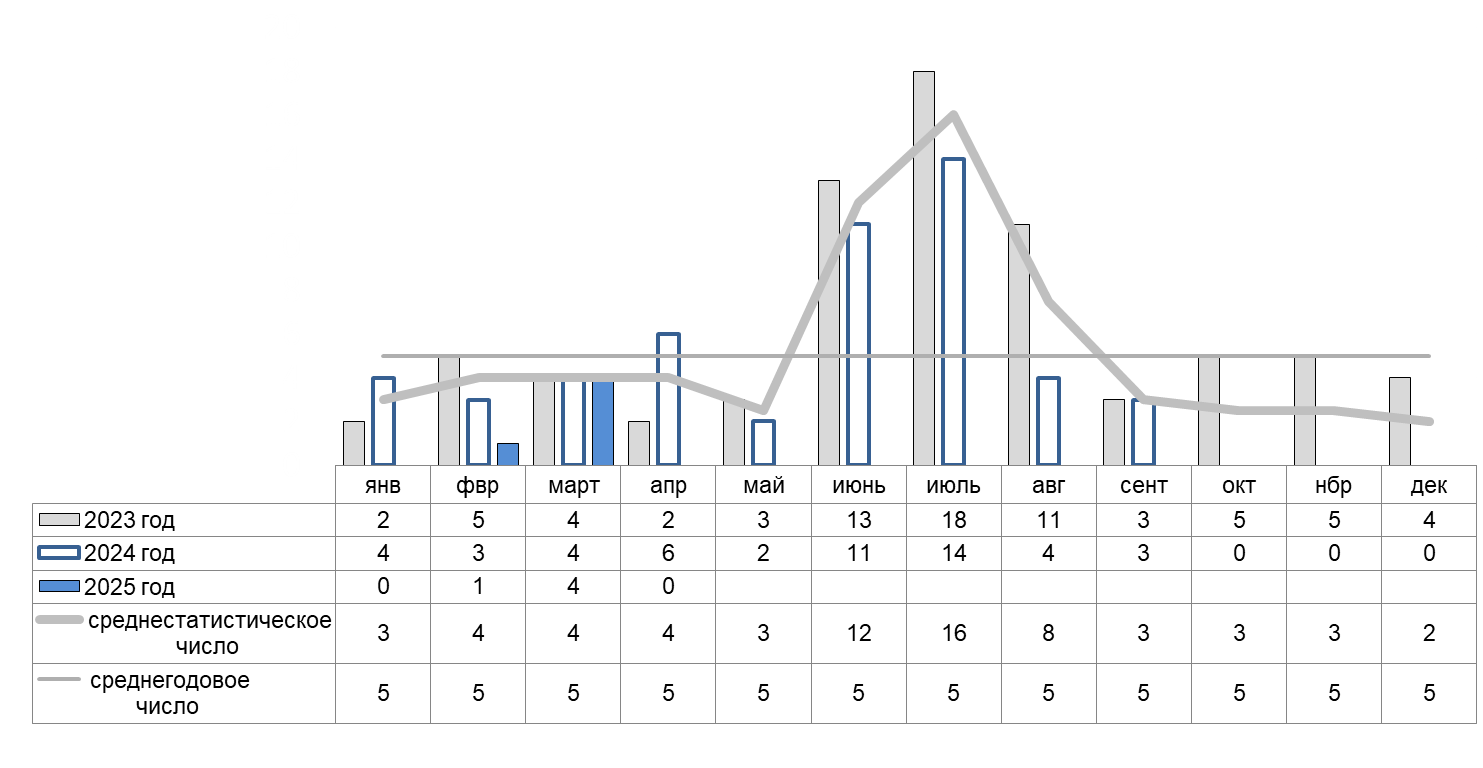 янв фвр март апр май июнь июль авг сент окт нбр дек
2023 год 2 5 4 2 3 13 18 11 3 5 5 4
2024 год 4 3 4 6 2 11 14 4 3 0 0 0
2025 год 0 1 4 0
среднестатистическое
число 3 4 4 4 3 12 16 8 3 3 3 2
среднегодовое
число 5 5 5 5 5 5 5 5 5 5 5 5